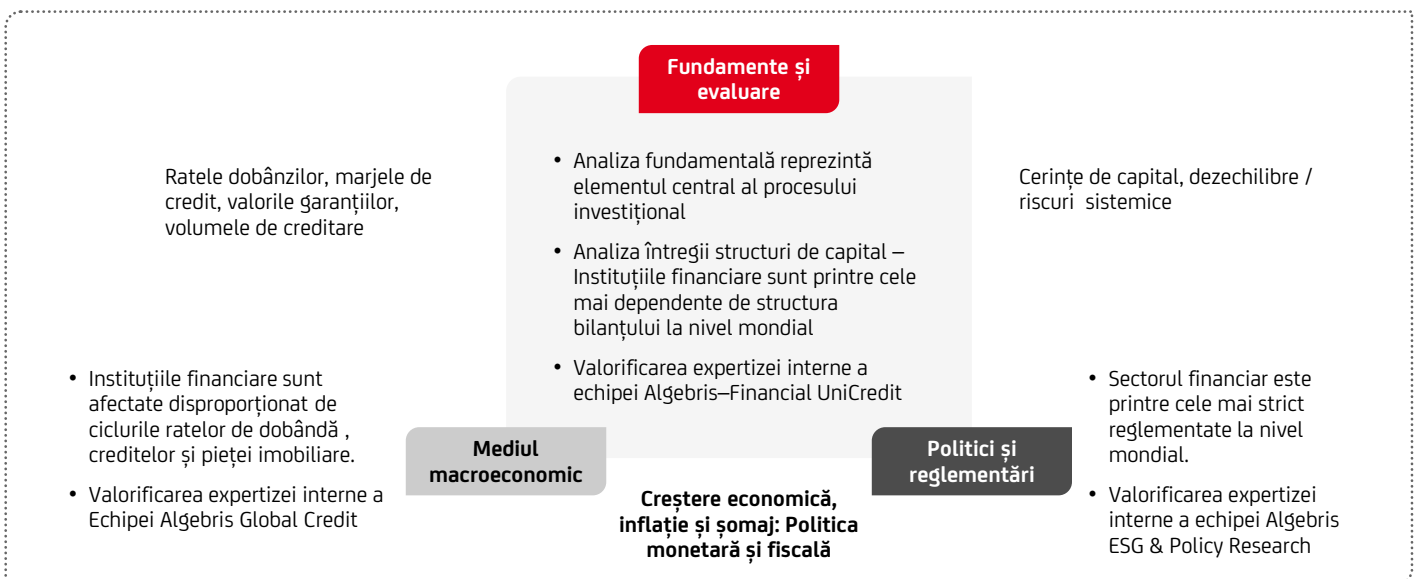 Fundamente și
evaluare
Ratele dobânzilor, marjele de
credit, valorile garanțiilor,
volumele de creditare
• Analiza fundamentală reprezintă
elementul central al procesului
investițional
• Analiza întregii structuri de capital –
Instituțiile financiare sunt printre cele
mai dependente de structura
bilanțului la nivel mondial
• Valorificarea expertizei interne a
echipei Algebris–Financial UniCredit
Cerințe de capital, dezechilibre /
riscuri sistemice
• Instituțiile financiare sunt
afectate disproporționat de
ciclurile ratelor de dobândă ,
creditelor și pieței imobiliare.
• Valorificarea expertizei interne a
Echipei Algebris Global Credit
Mediul
macroeconomic
Creștere economică,
inflație și șomaj: Politica
monetară și fiscală
Politici și
reglementări
• Sectorul financiar este
printre cele mai strict
reglementate la nivel
mondial.
• Valorificarea expertizei
interne a echipei Algebris
ESG & Policy Research